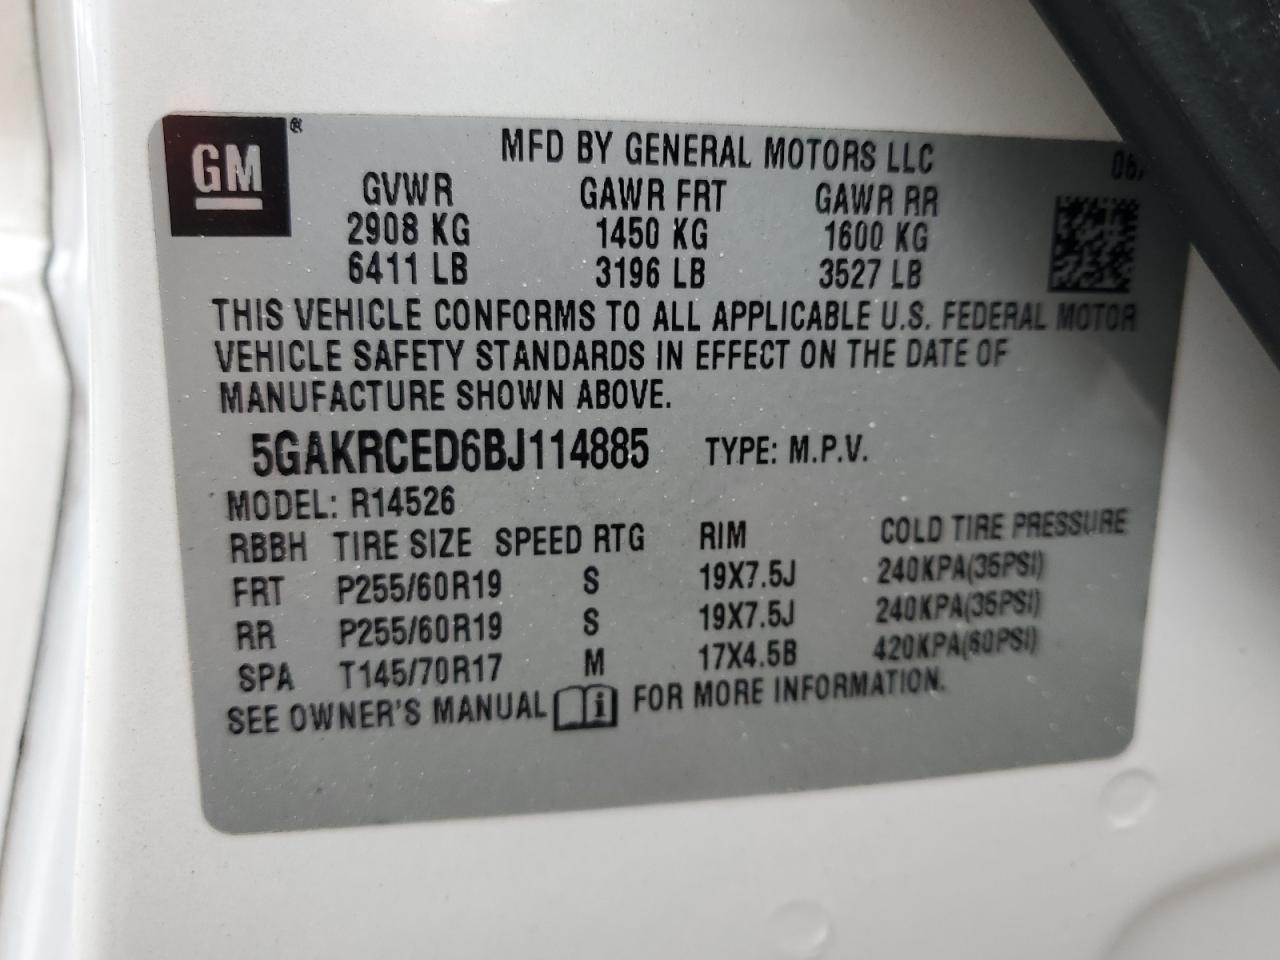 GM ®
MFD BY GENERAL MOTORS LLC
GVWR GAWR FRT GAWR RR
2908 KG 1450 KG 1600 KG
6411 LB 3196 LB 3527 LB
THIS VEHICLE CONFORMS TO ALL APPLICABLE U.S. FEDERAL MOTOR
VEHICLE SAFETY STANDARDS IN EFFECT ON THE DATE OF
MANUFACTURE SHOWN ABOVE.
5GAKRCED6BJ114885 TYPE: M.P.V.
MODEL: R14526
RBBH TIRE SIZE SPEED RTG RIM COLD TIRE PRESSURE
FRT P255/60R19 S 19X7.5J 240KPA(35PSI)
RR P255/60R19 S 19X7.5J 240KPA(35PSI)
SPA T145/70R17 M 17X4.5B 420KPA(60PSI)
SEE OWNER'S MANUAL i FOR MORE INFORMATION.